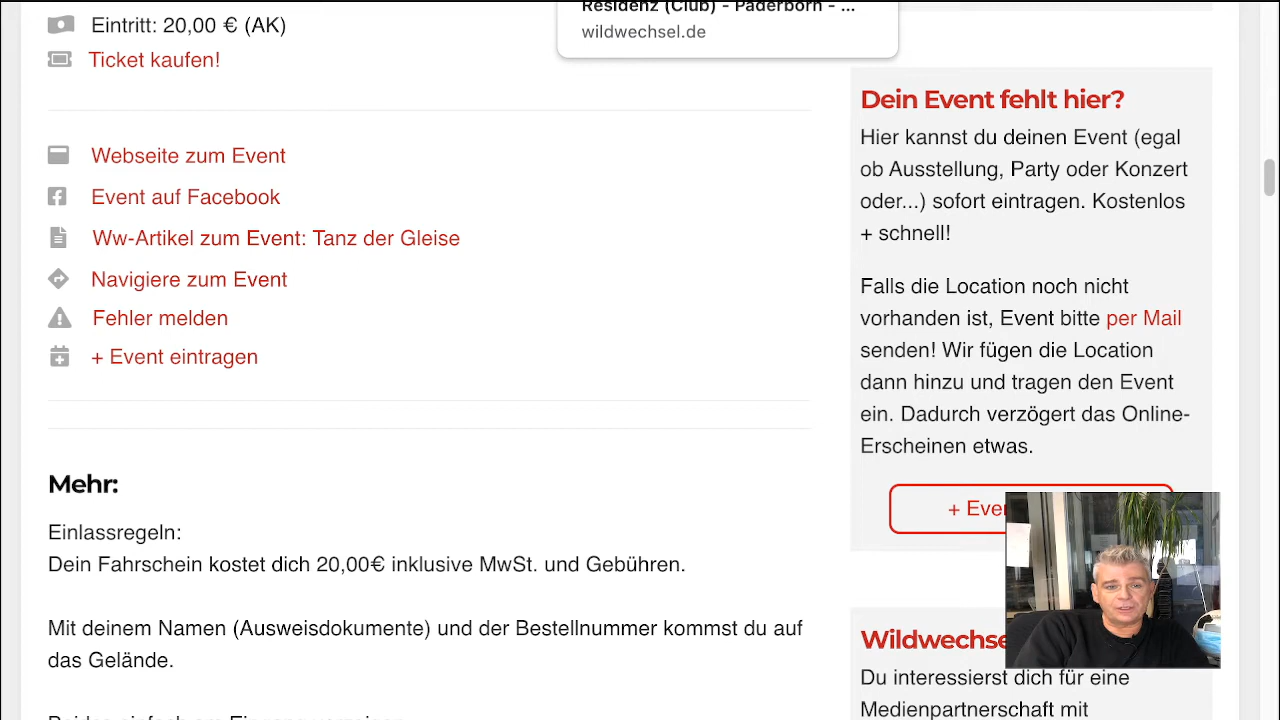 Residenz (Club) - Paderborn - ...
wildwechsel.de
Eintritt: 20,00 € (AK)
Ticket kaufen!
Webseite zum Event
Event auf Facebook
Ww-Artikel zum Event: Tanz der Gleise
Navigiere zum Event
Fehler melden
+ Event eintragen
Mehr:
Einlassregeln:
Dein Fahrschein kostet dich 20,00€ inklusive MwSt. und Gebühren.
Mit deinem Namen (Ausweisdokumente) und der Bestellnummer kommst du auf
das Gelände.
Dein Event fehlt hier?
Hier kannst du deinen Event (egal
ob Ausstellung, Party oder Konzert
oder...) sofort eintragen. Kostenlos
+ schnell!
Falls die Location noch nicht
vorhanden ist, Event bitte per Mail
senden! Wir fügen die Location
dann hinzu und tragen den Event
ein. Dadurch verzögert das Online-
Erscheinen etwas.
+ Even
Wildwechse
Du interessierst dich für eine
Medienpartnerschaft mit